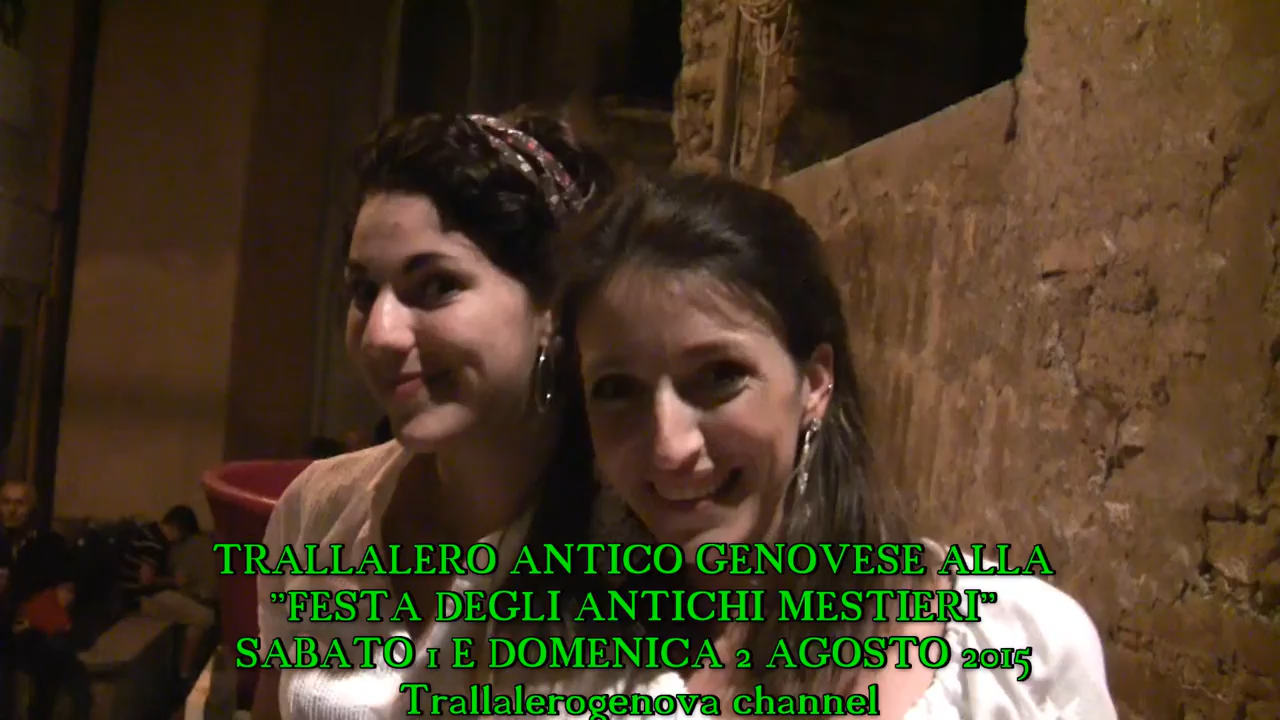 TRALLALERO ANTICO GENOVESE ALLA
"FESTA DEGLI ANTICHI MESTIERI"
SABATO 1 E DOMENICA 2 AGOSTO 2015
Trallalerogenova channel